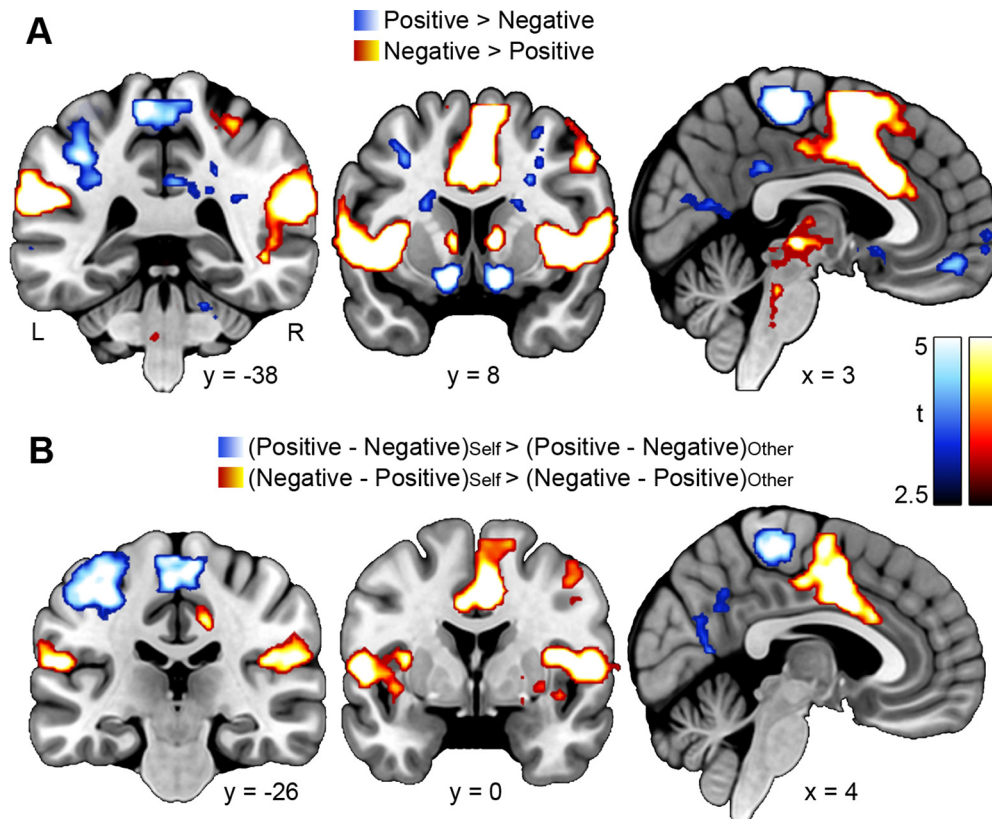 A
Positive > Negative
Negative > Positive
L
R
y = -38
y = 8
x = 3
5
t
2.5
B
(Positive - Negative)Self > (Positive - Negative)Other
(Negative - Positive)Self > (Negative - Positive)Other
y = -26
y = 0
x = 4